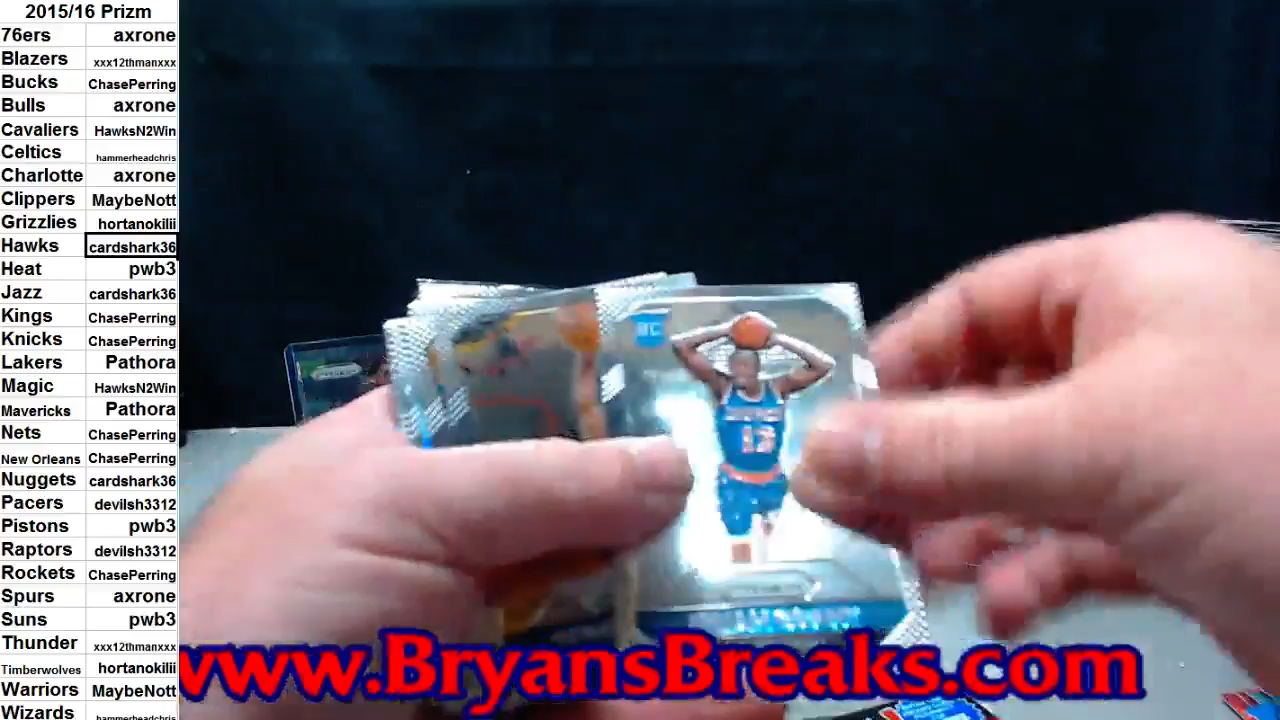 2015/16 Prizm
76ers axrone
Blazers xxx12thmanxxx
Bucks ChasePerring
Bulls axrone
Cavaliers HawksN2Win
Celtics hammerheadchris
Charlotte axrone
Clippers MaybeNott
Grizzlies hortanokilii
Hawks cardshark36
Heat pwb3
Jazz cardshark36
Kings ChasePerring
Knicks ChasePerring
Lakers Pathora
Magic HawksN2Win
Mavericks Pathora
Nets ChasePerring
New Orleans ChasePerring
Nuggets cardshark36
Pacers devilsh3312
Pistons pwb3
Raptors devilsh3312
Rockets ChasePerring
Spurs axrone
Suns pwb3
Thunder xxx12thmanxxx
Timberwolves hortanokilii
Warriors MaybeNott
Wizards hammerheadchris
RC
www.BryansBreaks.com